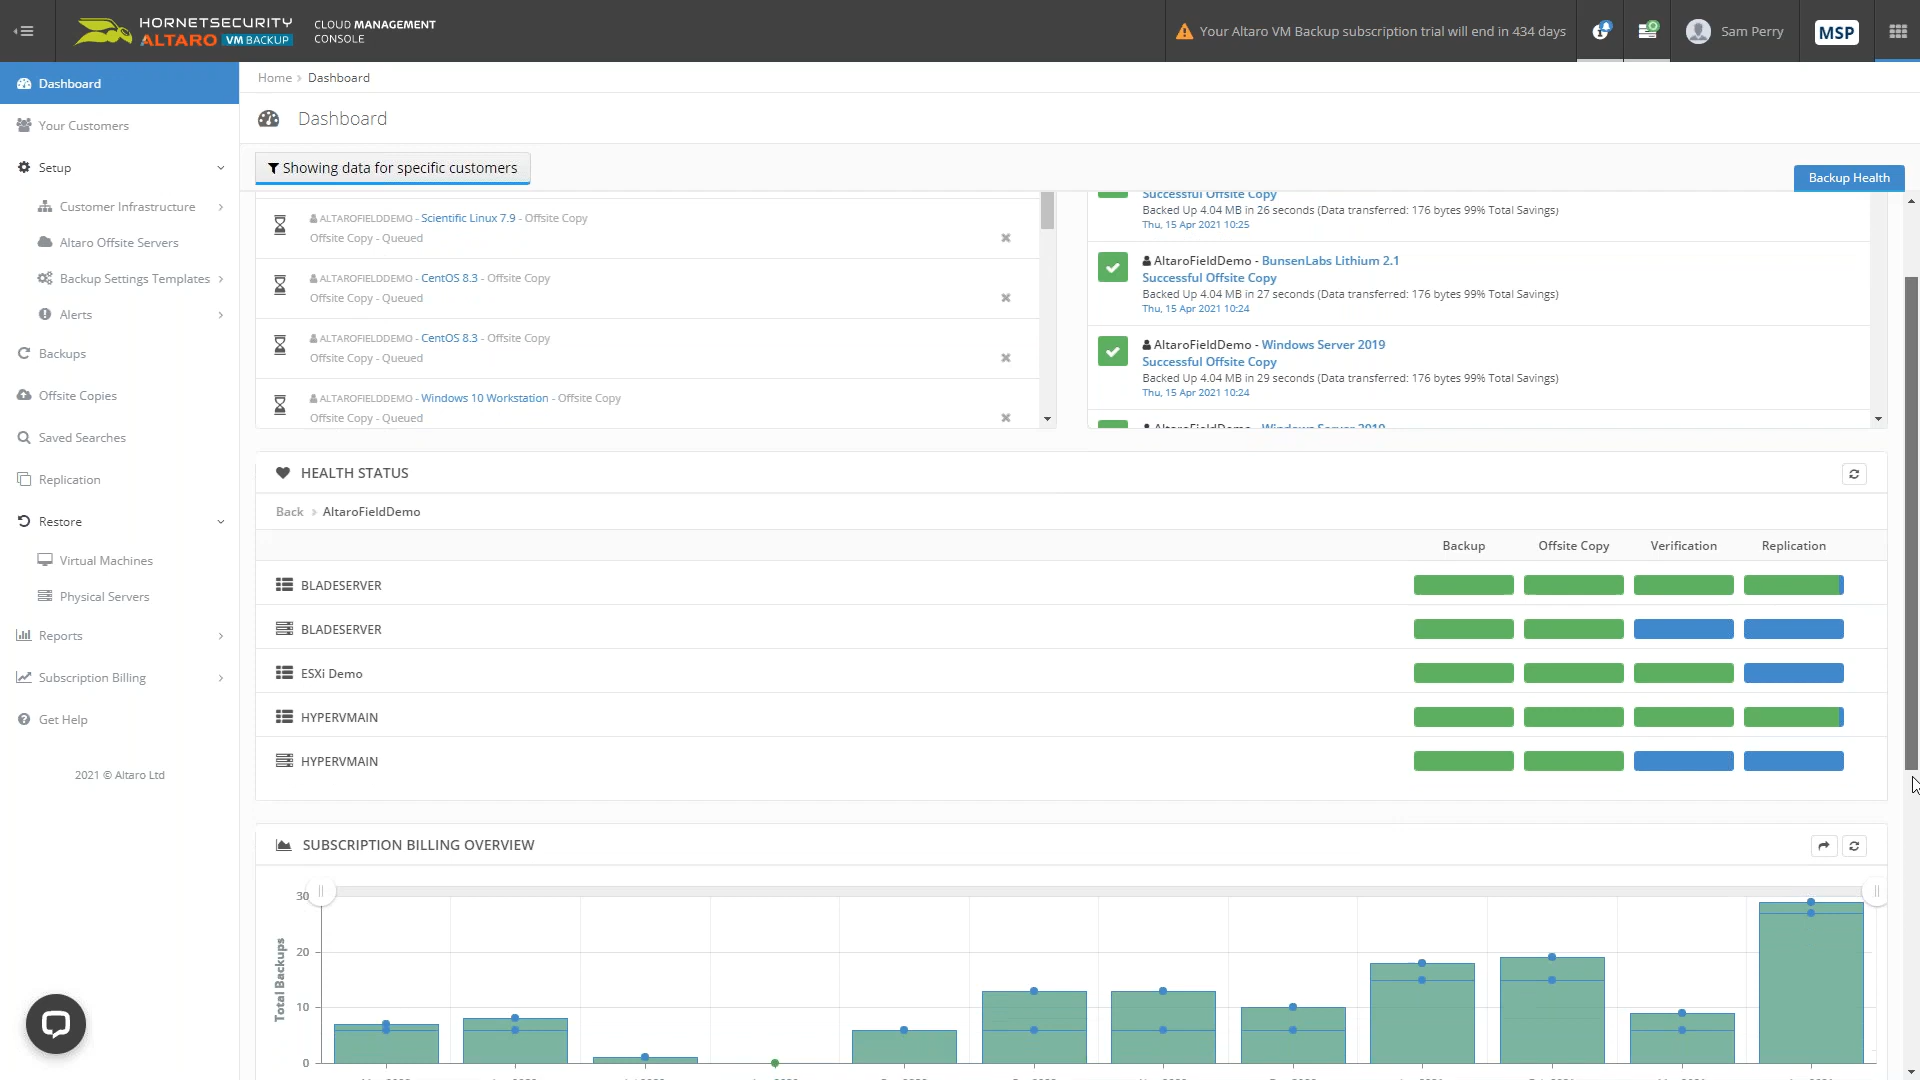 HORNETSECURITY
ALTARO VM BACKUP
CLOUD MANAGEMENT
CONSOLE
Your Altaro VM Backup subscription trial will end in 434 days
Sam Perry
MSP
Dashboard
Your Customers
Setup
Customer Infrastructure
Altaro Offsite Servers
Backup Settings Templates
Alerts
Backups
Offsite Copies
Saved Searches
Replication
Restore
Virtual Machines
Physical Servers
Reports
Subscription Billing
Get Help
2021 © Altaro Ltd
Home › Dashboard
Dashboard
Showing data for specific customers
Backup Health
ALTAROFIELDDEMO - Scientific Linux 7.9 - Offsite Copy
Offsite Copy - Queued
ALTAROFIELDDEMO - CentOS 8.3 - Offsite Copy
Offsite Copy - Queued
ALTAROFIELDDEMO - CentOS 8.3 - Offsite Copy
Offsite Copy - Queued
ALTAROFIELDDEMO - Windows 10 Workstation - Offsite Copy
Offsite Copy - Queued
Successful Offsite Copy
Backed Up 4.04 MB in 26 seconds (Data transferred: 176 bytes 99% Total Savings)
Thu, 15 Apr 2021 10:25
AltaroFieldDemo - BunsenLabs Lithium 2.1
Successful Offsite Copy
Backed Up 4.04 MB in 27 seconds (Data transferred: 176 bytes 99% Total Savings)
Thu, 15 Apr 2021 10:24
AltaroFieldDemo - Windows Server 2019
Successful Offsite Copy
Backed Up 4.04 MB in 29 seconds (Data transferred: 176 bytes 99% Total Savings)
Thu, 15 Apr 2021 10:24
AltaroFieldDemo - Windows Server 2019
HEALTH STATUS
Back › AltaroFieldDemo
Backup Offsite Copy Verification Replication
BLADESERVER
BLADESERVER
ESXi Demo
HYPERVMAIN
HYPERVMAIN
SUBSCRIPTION BILLING OVERVIEW
Total Backups
30
20
10
0